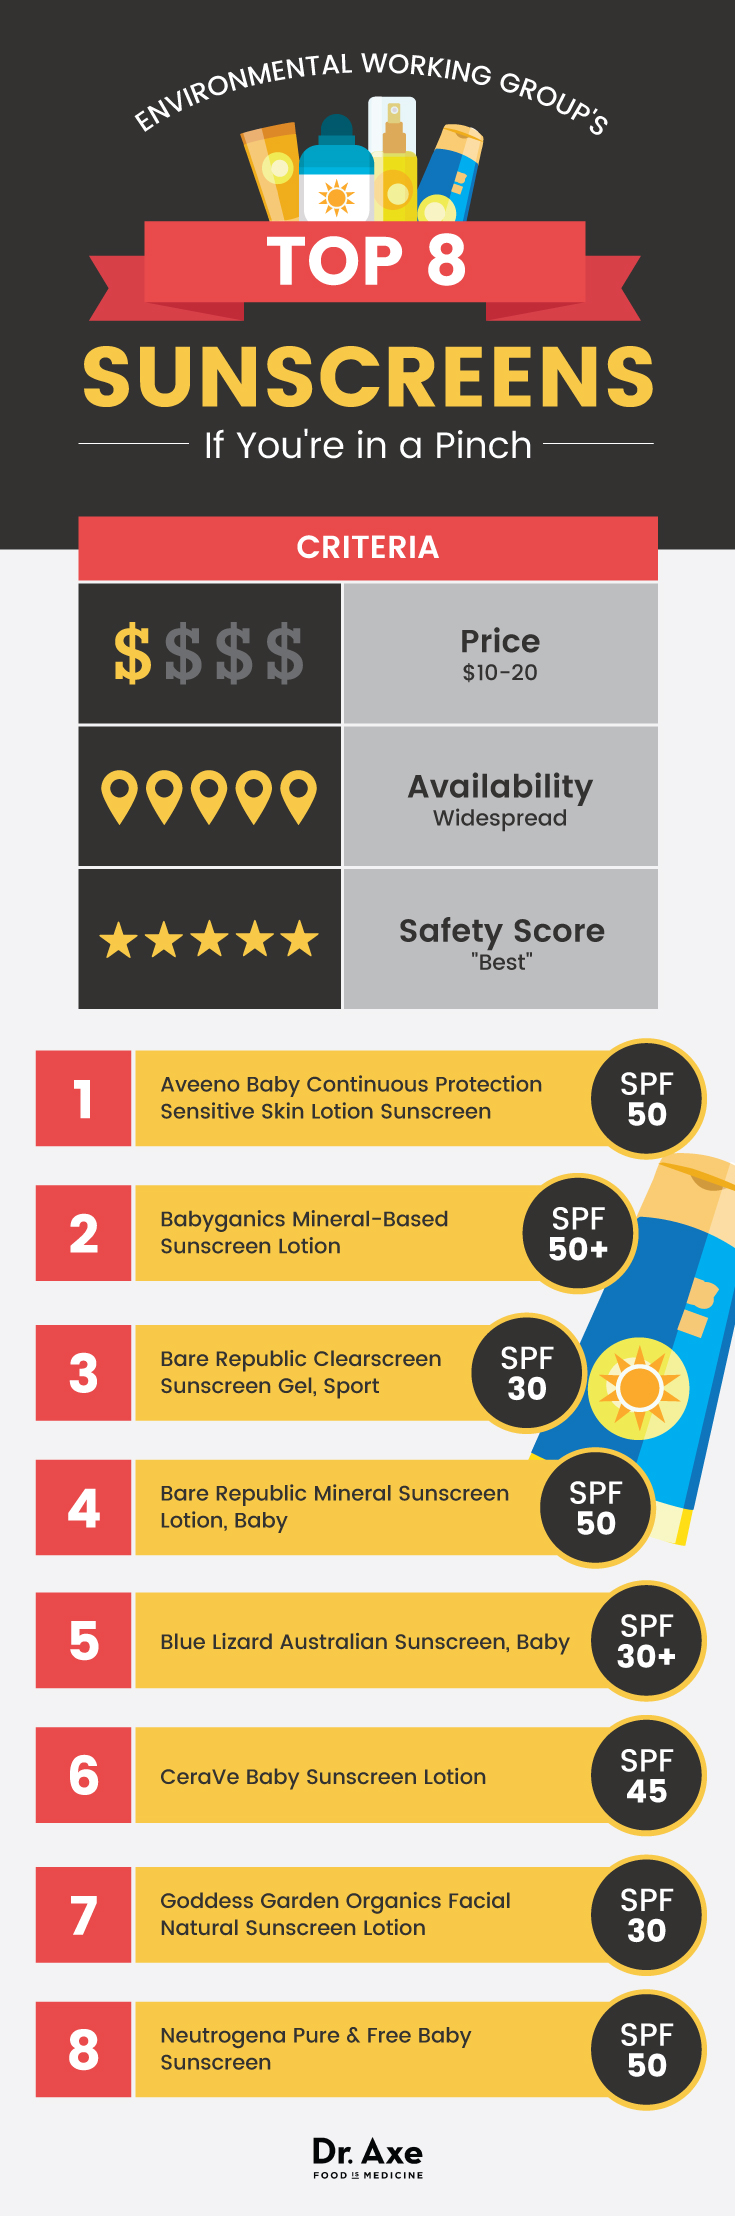 ENVIRONMENTAL WORKING GROUP'S
TOP 8
SUNSCREENS
If You're in a Pinch
CRITERIA
$ $ $ $
Price
$10-20
Availability
Widespread
Safety Score
"Best"
1
Aveeno Baby Continuous Protection
Sensitive Skin Lotion Sunscreen
SPF
50
2
Babyganics Mineral-Based
Sunscreen Lotion
SPF
50+
3
Bare Republic Clearscreen
Sunscreen Gel, Sport
SPF
30
4
Bare Republic Mineral Sunscreen
Lotion, Baby
SPF
50
5
Blue Lizard Australian Sunscreen, Baby
SPF
30+
6
CeraVe Baby Sunscreen Lotion
SPF
45
7
Goddess Garden Organics Facial
Natural Sunscreen Lotion
SPF
30
8
Neutrogena Pure & Free Baby
Sunscreen
SPF
50
Dr. Axe
FOOD IS MEDICINE